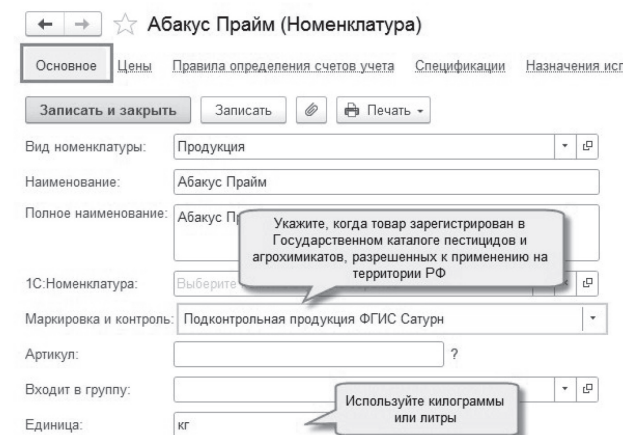 Абакус Прайм (Номенклатура)
Основное Цены Правила определения счетов учета Спецификации Назначения
Записать и закрыть Записать Печать
Вид номенклатуры: Продукция
Наименование: Абакус Прайм
Полное наименование: Абакус
Укажите, когда товар зарегистрирован в
Государственном каталоге пестицидов и
агрохимикатов, разрешенных к применению на
территории РФ
1С:Номенклатура: Выберите
Маркировка и контроль: Подконтрольная продукция ФГИС Сатурн
Артикул: ?
Входит в группу:
Используйте килограммы
или литры
Единица: кг